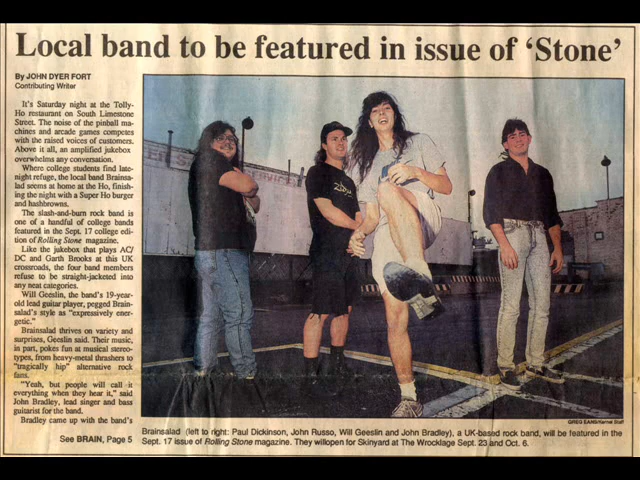 Local band to be featured in issue of ‘Stone’
By JOHN DYER FORT
Contributing Writer
It's Saturday night at the Tolly-
Ho restaurant on South Limestone
Street. The noise of the pinball ma-
chines and arcade games competes
with the raised voices of customers.
Above it all, an amplified jukebox
overwhelms any conversation.
Where college students find late-
night refuge, the local band Brainsa-
lad seems at home at the Ho, finish-
ing the night with a Super Ho burger
and hashbrowns.
The slash-and-burn rock band is
one of a handful of college bands
featured in the Sept. 17 college edi-
tion of Rolling Stone magazine.
Like the jukebox that plays AC/
DC and Garth Brooks at this UK
crossroads, the four band members
refuse to be straight-jacketed into
any neat categories.
Will Geeslin, the band's 19-year-
old lead guitar player, pegged Brain-
salad's style as “expressively ener-
getic.”
Brainsalad thrives on variety and
surprises, Geeslin said. Their music,
in part, pokes fun at musical stereo-
types, from heavy-metal thrashers to
“tragically hip” alternative rock
fans.
“Yeah, but people will call it
everything when they hear it,” said
John Bradley, lead singer and bass
guitarist for the band.
Bradley came up with the band's
See BRAIN, Page 5
SERVICES
GREG EANS/Kernel Staff
Brainsalad (left to right: Paul Dickinson, John Russo, Will Geeslin and John Bradley), a UK-based rock band, will be featured in the
Sept. 17 issue of Rolling Stone magazine. They willopen for Skinyard at The Wrocklage Sept. 23 and Oct. 6.